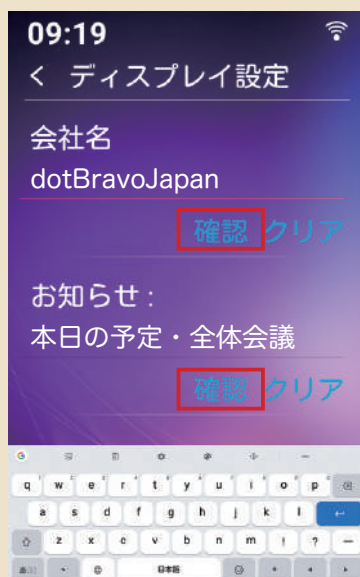 09:19
< ディスプレイ設定
会社名
dotBravoJapan
確認 クリア
お知らせ:
本日の予定・全体会議
確認 クリア
q w e r t y u i o p
a s d f g h j k l
z x c v b n m ! ? ー
日本語